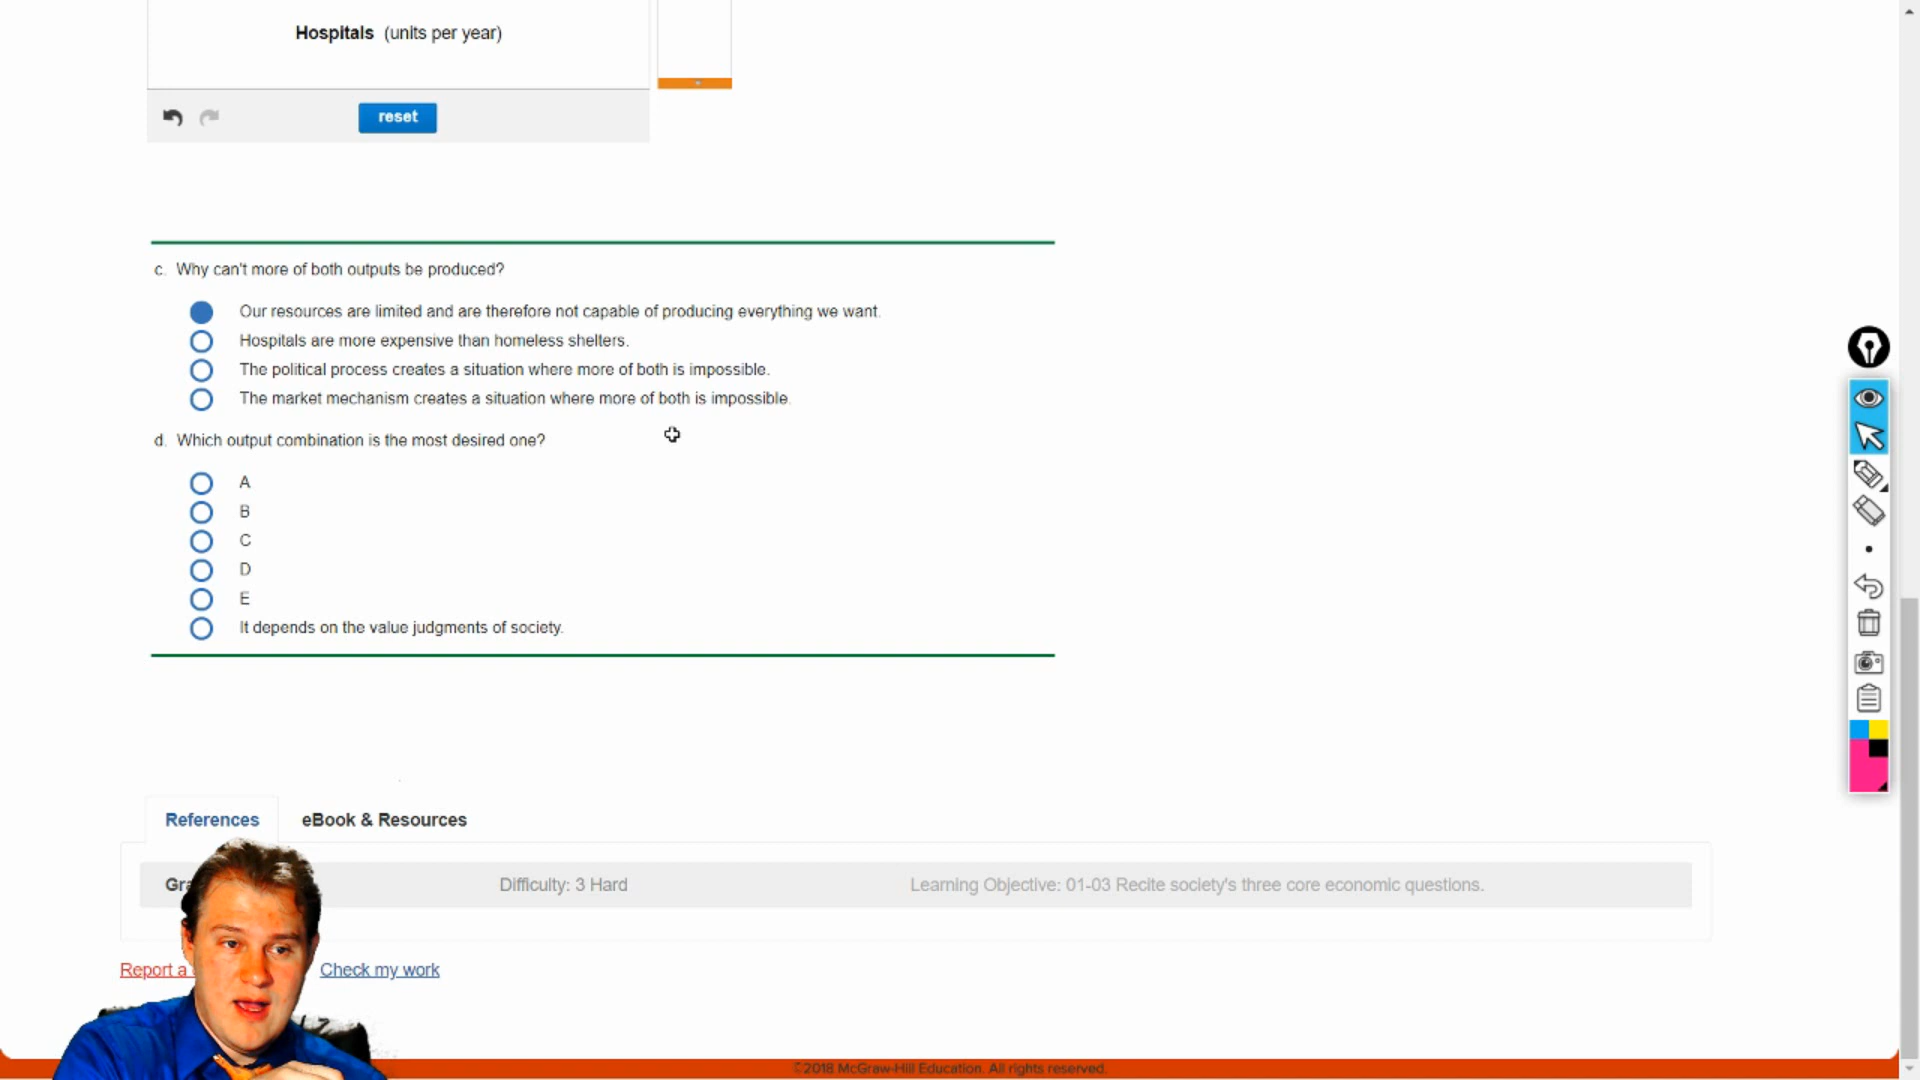 Hospitals (units per year)
reset
c. Why can't more of both outputs be produced?
Our resources are limited and are therefore not capable of producing everything we want.
Hospitals are more expensive than homeless shelters.
The political process creates a situation where more of both is impossible.
The market mechanism creates a situation where more of both is impossible.
d. Which output combination is the most desired one?
A
B
C
D
E
It depends on the value judgments of society.
References eBook & Resources
Difficulty: 3 Hard Learning Objective: 01-03 Recite society's three core economic questions.
Report a Check my work
©2018 McGraw-Hill Education. All rights reserved.